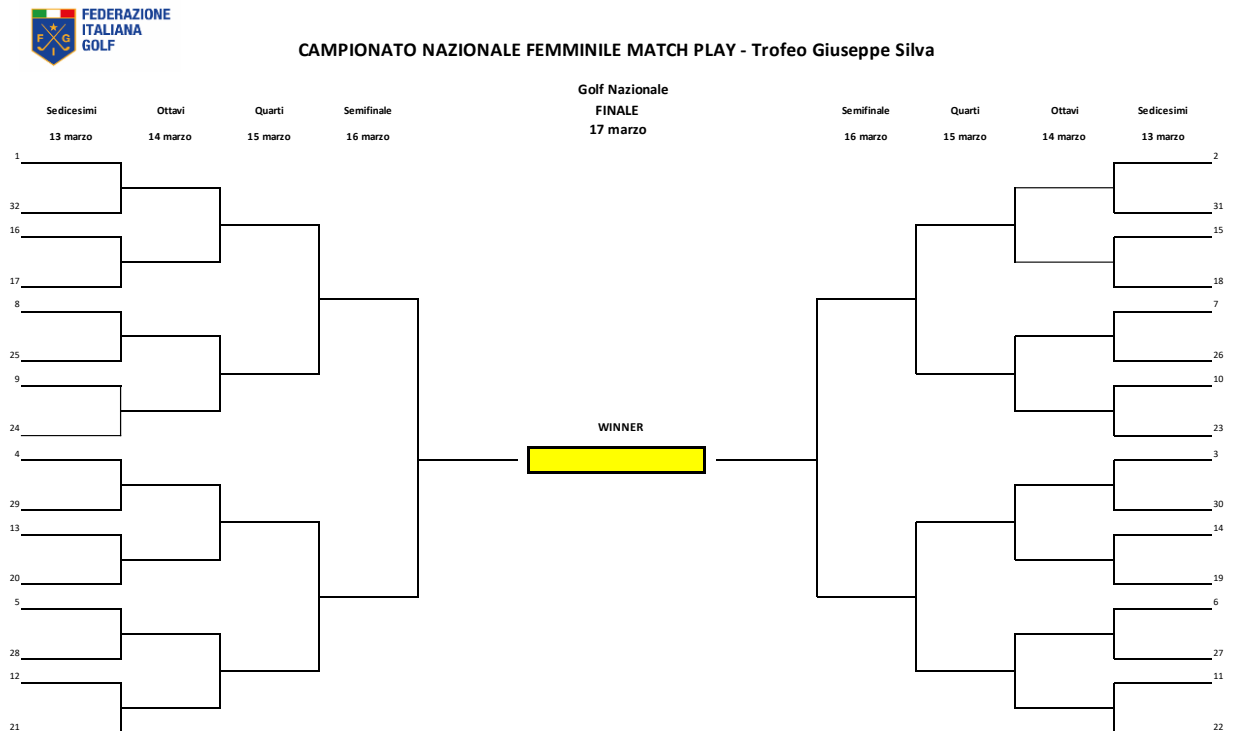 FEDERAZIONE
ITALIANA
GOLF
F G
I
CAMPIONATO NAZIONALE FEMMINILE MATCH PLAY - Trofeo Giuseppe Silva
Golf Nazionale
Sedicesimi Ottavi Quarti Semifinale FINALE Semifinale Quarti Ottavi Sedicesimi
13 marzo 14 marzo 15 marzo 16 marzo 17 marzo 16 marzo 15 marzo 14 marzo 13 marzo
1 2
32 31
16 15
17 18
8 7
25 26
9 10
24 WINNER 23
4 3
29 30
13 14
20 19
5 6
28 27
12 11
21 22